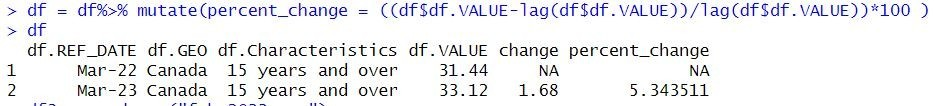 > df = df%>% mutate(percent_change = ((df$df.VALUE-lag(df$df.VALUE))/lag(df$df.VALUE))*100 )
> df
df.REF_DATE df.GEO df.Characteristics df.VALUE change percent_change
1 Mar-22 Canada 15 years and over 31.44 NA NA
2 Mar-23 Canada 15 years and over 33.12 1.68 5.343511